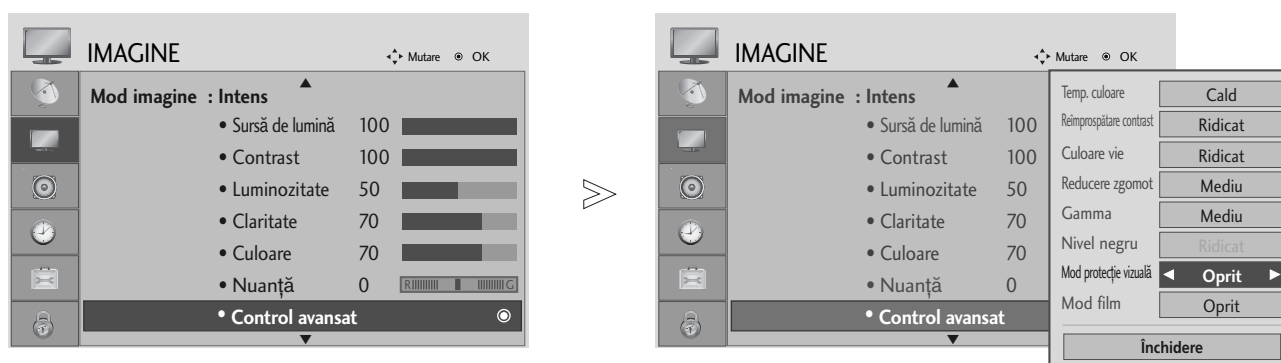 IMAGINE
Mutare OK
Mod imagine : Intens
• Sursă de lumină 100
• Contrast 100
• Luminozitate 50
• Claritate 70
• Culoare 70
• Nuanță 0 R G
• Control avansat
IMAGINE
Mutare OK
Mod imagine : Intens
• Sursă de lumină 100
• Contrast 100
• Luminozitate 50
• Claritate 70
• Culoare 70
• Nuanță 0
• Control avansat
Temp. culoare Cald
Reîmprospătare contrast Ridicat
Culoare vie Ridicat
Reducere zgomot Mediu
Gamma Mediu
Nivel negru Ridicat
Mod protecție vizuală Oprit
Mod film Oprit
Închidere